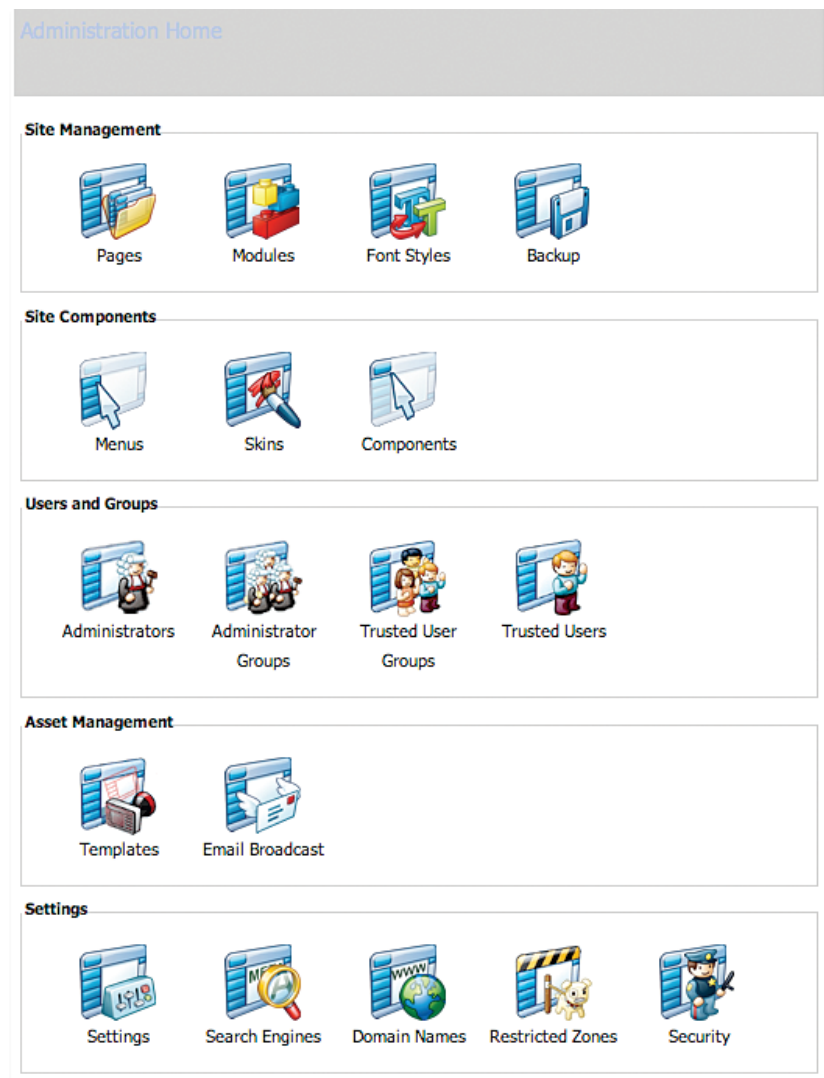 Administration Home
Site Management
Pages
Modules
Font Styles
Backup
Site Components
Menus
Skins
Components
Users and Groups
Administrators
Administrator
Groups
Trusted User
Groups
Trusted Users
Asset Management
Templates
Email Broadcast
Settings
META
WWW
Settings
Search Engines
Domain Names
Restricted Zones
Security